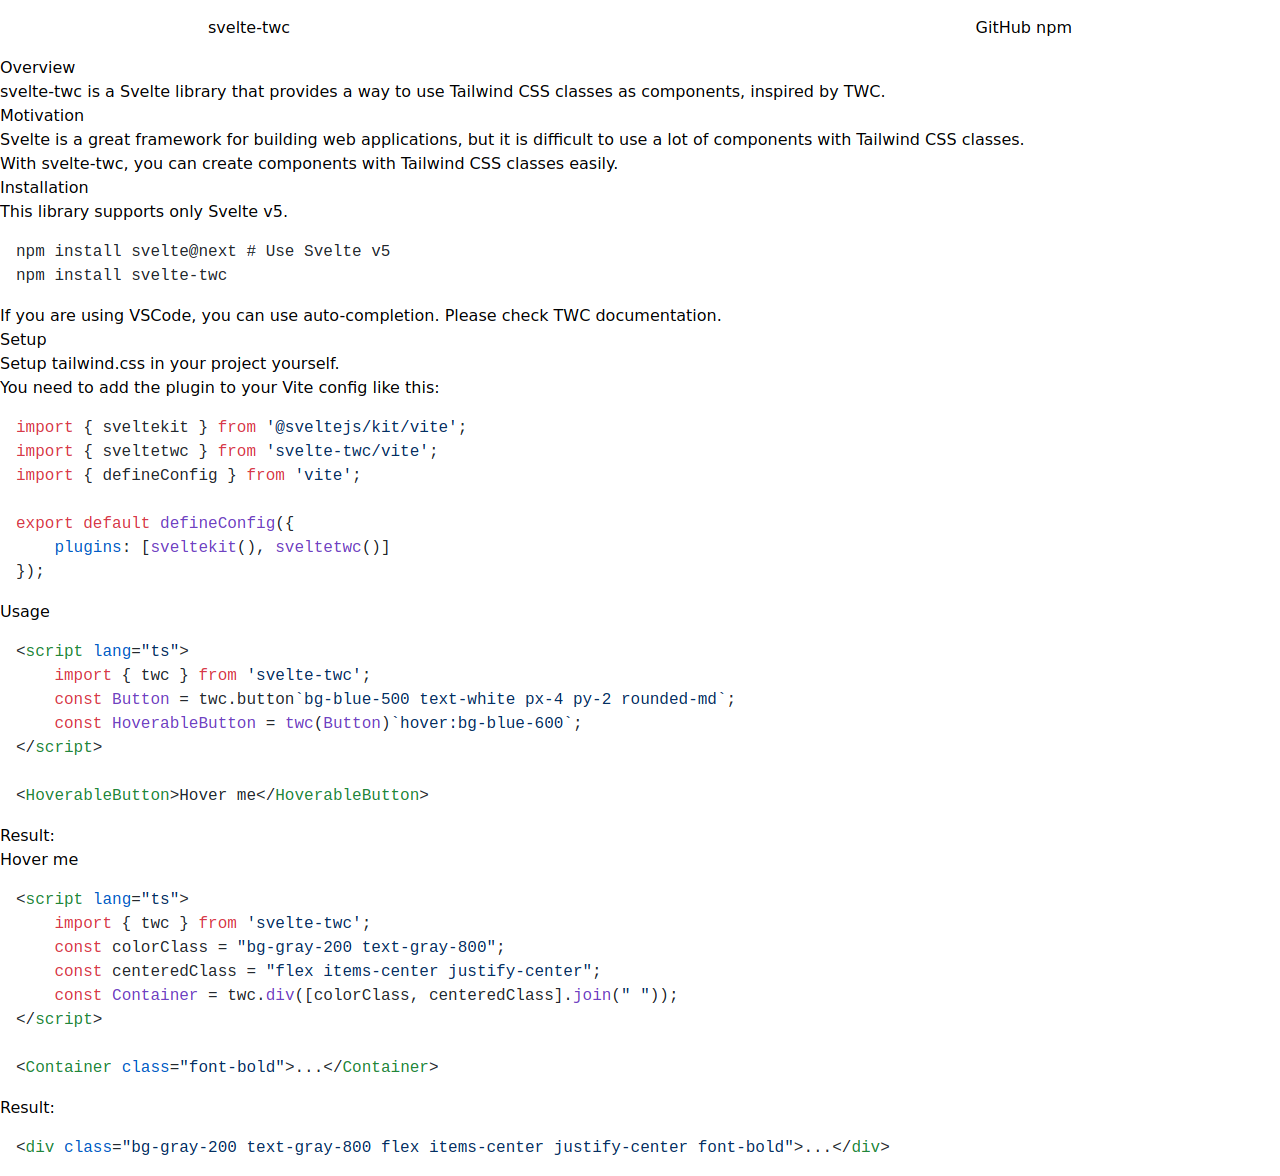 svelte-twc GitHub npm
Overview
svelte-twc is a Svelte library that provides a way to use Tailwind CSS classes as components, inspired by TWC.
Motivation
Svelte is a great framework for building web applications, but it is difficult to use a lot of components with Tailwind CSS classes.
With svelte-twc, you can create components with Tailwind CSS classes easily.
Installation
This library supports only Svelte v5.
npm install svelte@next # Use Svelte v5
npm install svelte-twc
If you are using VSCode, you can use auto-completion. Please check TWC documentation.
Setup
Setup tailwind.css in your project yourself.
You need to add the plugin to your Vite config like this:
import { sveltekit } from '@sveltejs/kit/vite';
import { sveltetwc } from 'svelte-twc/vite';
import { defineConfig } from 'vite';

export default defineConfig({
    plugins: [sveltekit(), sveltetwc()]
});
Usage
<script lang="ts">
    import { twc } from 'svelte-twc';
    const Button = twc.button`bg-blue-500 text-white px-4 py-2 rounded-md`;
    const HoverableButton = twc(Button)`hover:bg-blue-600`;
</script>

<HoverableButton>Hover me</HoverableButton>
Result:
Hover me
<script lang="ts">
    import { twc } from 'svelte-twc';
    const colorClass = "bg-gray-200 text-gray-800";
    const centeredClass = "flex items-center justify-center";
    const Container = twc.div([colorClass, centeredClass].join(" "));
</script>

<Container class="font-bold">...</Container>
Result:
<div class="bg-gray-200 text-gray-800 flex items-center justify-center font-bold">...</div>